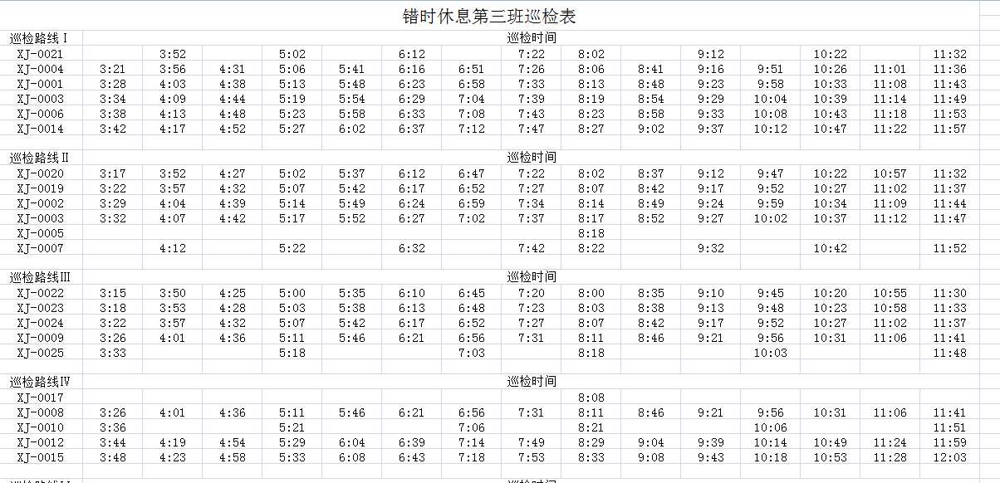 错时休息第三班巡检表
巡检路线Ⅰ 巡检时间
XJ-0021 3:52 5:02 6:12 7:22 8:02 9:12 10:22 11:32
XJ-0004 3:21 3:56 4:31 5:06 5:41 6:16 6:51 7:26 8:06 8:41 9:16 9:51 10:26 11:01 11:36
XJ-0001 3:28 4:03 4:38 5:13 5:48 6:23 6:58 7:33 8:13 8:48 9:23 9:58 10:33 11:08 11:43
XJ-0003 3:34 4:09 4:44 5:19 5:54 6:29 7:04 7:39 8:19 8:54 9:29 10:04 10:39 11:14 11:49
XJ-0006 3:38 4:13 4:48 5:23 5:58 6:33 7:08 7:43 8:23 8:58 9:33 10:08 10:43 11:18 11:53
XJ-0014 3:42 4:17 4:52 5:27 6:02 6:37 7:12 7:47 8:27 9:02 9:37 10:12 10:47 11:22 11:57
巡检路线Ⅱ 巡检时间
XJ-0020 3:17 3:52 4:27 5:02 5:37 6:12 6:47 7:22 8:02 8:37 9:12 9:47 10:22 10:57 11:32
XJ-0019 3:22 3:57 4:32 5:07 5:42 6:17 6:52 7:27 8:07 8:42 9:17 9:52 10:27 11:02 11:37
XJ-0002 3:29 4:04 4:39 5:14 5:49 6:24 6:59 7:34 8:14 8:49 9:24 9:59 10:34 11:09 11:44
XJ-0003 3:32 4:07 4:42 5:17 5:52 6:27 7:02 7:37 8:17 8:52 9:27 10:02 10:37 11:12 11:47
XJ-0005 8:18
XJ-0007 4:12 5:22 6:32 7:42 8:22 9:32 10:42 11:52
巡检路线Ⅲ 巡检时间
XJ-0022 3:15 3:50 4:25 5:00 5:35 6:10 6:45 7:20 8:00 8:35 9:10 9:45 10:20 10:55 11:30
XJ-0023 3:18 3:53 4:28 5:03 5:38 6:13 6:48 7:23 8:03 8:38 9:13 9:48 10:23 10:58 11:33
XJ-0024 3:22 3:57 4:32 5:07 5:42 6:17 6:52 7:27 8:07 8:42 9:17 9:52 10:27 11:02 11:37
XJ-0009 3:26 4:01 4:36 5:11 5:46 6:21 6:56 7:31 8:11 8:46 9:21 9:56 10:31 11:06 11:41
XJ-0025 3:33 5:18 7:03 8:18 10:03 11:48
巡检路线Ⅳ 巡检时间
XJ-0017 8:08
XJ-0008 3:26 4:01 4:36 5:11 5:46 6:21 6:56 7:31 8:11 8:46 9:21 9:56 10:31 11:06 11:41
XJ-0010 3:36 5:21 7:06 8:21 10:06 11:51
XJ-0012 3:44 4:19 4:54 5:29 6:04 6:39 7:14 7:49 8:29 9:04 9:39 10:14 10:49 11:24 11:59
XJ-0015 3:48 4:23 4:58 5:33 6:08 6:43 7:18 7:53 8:33 9:08 9:43 10:18 10:53 11:28 12:03